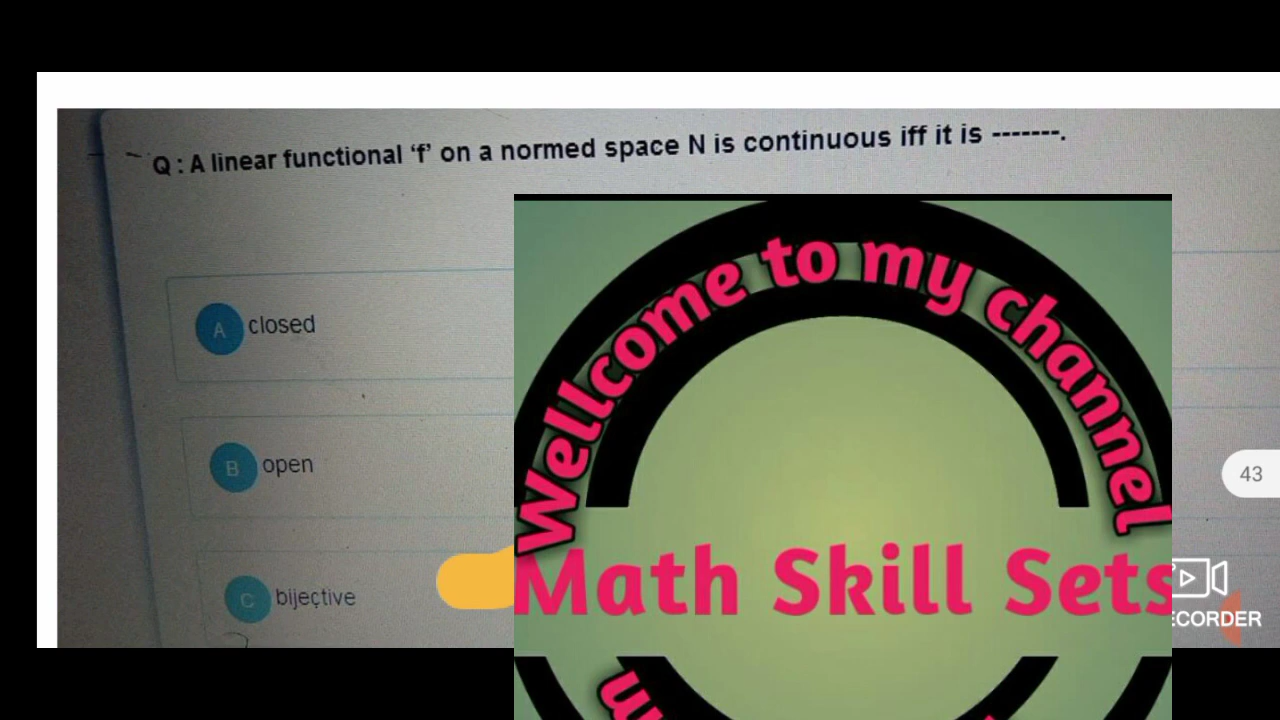 Q : A linear functional ‘f’ on a normed space N is continuous iff it is -------.
A closed
B open
C bijective
Wellcome to my channel
Math Skill Sets
43
ECORDER